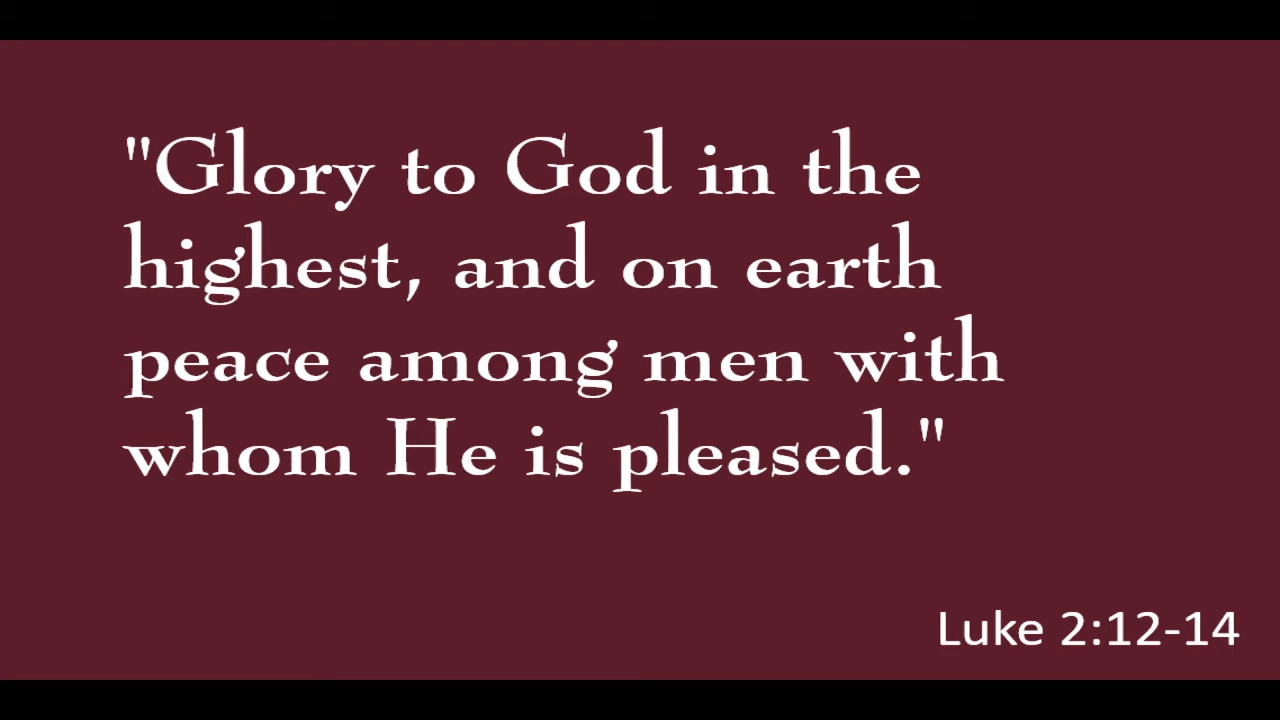 "Glory to God in the
highest, and on earth
peace among men with
whom He is pleased."
Luke 2:12-14